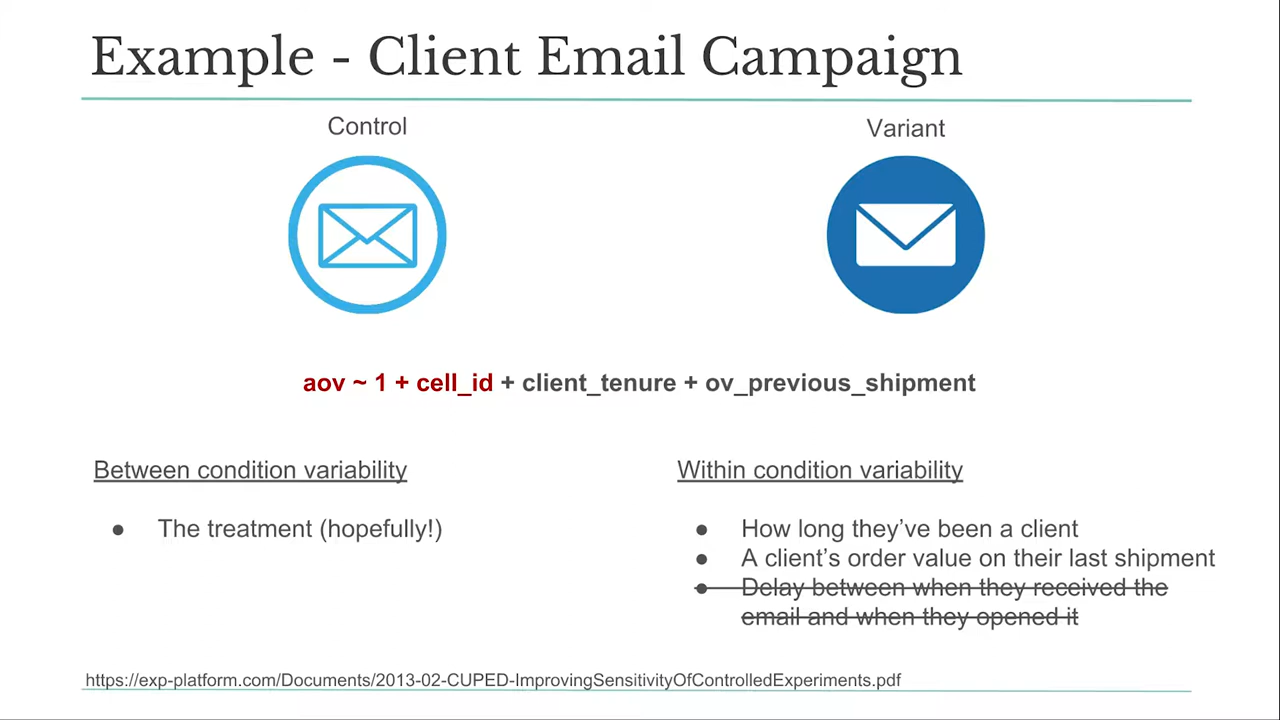 Example - Client Email Campaign
Control
Variant
aov ~ 1 + cell_id + client_tenure + ov_previous_shipment
Between condition variability
● The treatment (hopefully!)
Within condition variability
● How long they’ve been a client
● A client’s order value on their last shipment
● Delay between when they received the
email and when they opened it
https://exp-platform.com/Documents/2013-02-CUPED-ImprovingSensitivityOfControlledExperiments.pdf